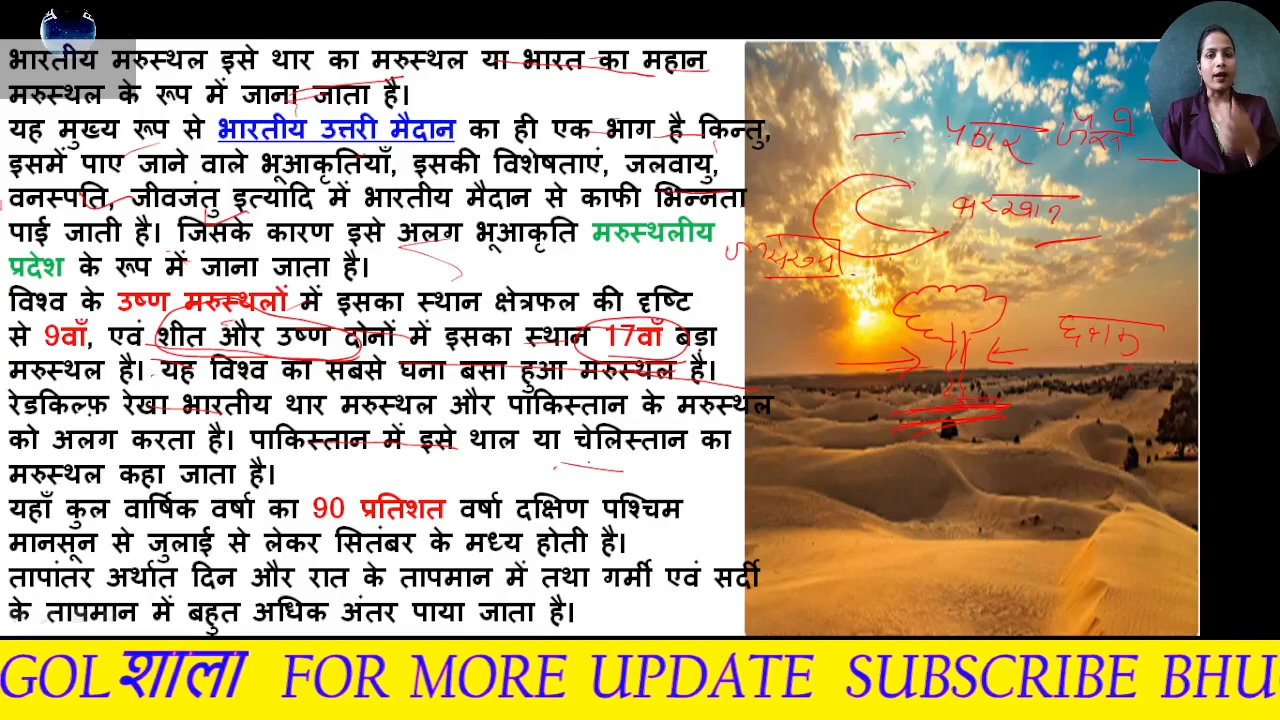 भारतीय मरुस्थल इसे थार का मरुस्थल या भारत का महान
मरुस्थल के रूप में जाना जाता है।
यह मुख्य रूप से भारतीय उत्तरी मैदान का ही एक भाग है किन्तु,
इसमें पाए जाने वाले भूआकृतियाँ, इसकी विशेषताएं, जलवायु,
वनस्पति, जीवजंतु इत्यादि में भारतीय मैदान से काफी भिन्नता
पाई जाती है। जिसके कारण इसे अलग भूआकृति मरुस्थलीय
प्रदेश के रूप में जाना जाता है।
विश्व के उष्ण मरुस्थलों में इसका स्थान क्षेत्रफल की दृष्टि
से 9वाँ, एवं शीत और उष्ण दोनों में इसका स्थान 17वाँ बड़ा
मरुस्थल है। यह विश्व का सबसे घना बसा हुआ मरुस्थल है।
रेडकिल्फ़ रेखा भारतीय थार मरुस्थल और पाकिस्तान के मरुस्थल
को अलग करता है। पाकिस्तान में इसे थाल या चेलिस्तान का
मरुस्थल कहा जाता है।
यहाँ कुल वार्षिक वर्षा का 90 प्रतिशत वर्षा दक्षिण पश्चिम
मानसून से जुलाई से लेकर सितंबर के मध्य होती है।
तापांतर अर्थात दिन और रात के तापमान में तथा गर्मी एवं सर्दी
के तापमान में बहुत अधिक अंतर पाया जाता है।
बरखान
छत्रक
GOLशाला FOR MORE UPDATE SUBSCRIBE BHU